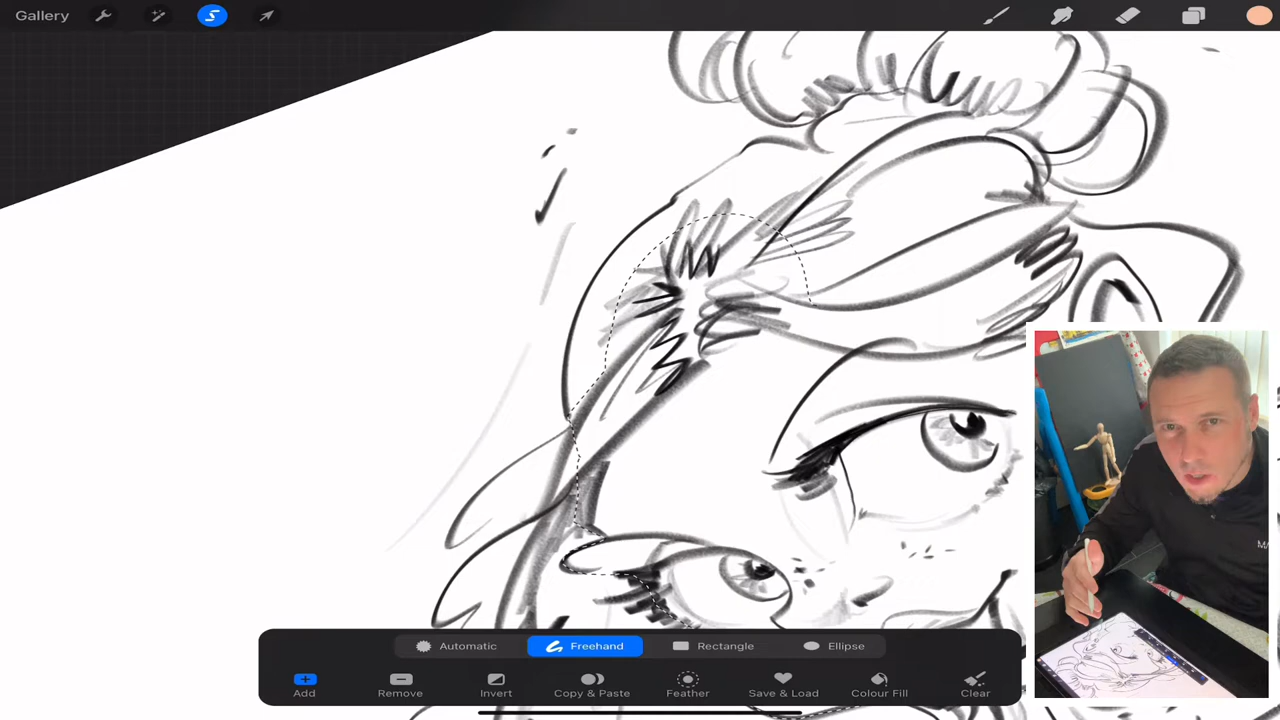 Gallery
Automatic Freehand Rectangle Ellipse
Add Remove Invert Copy & Paste Feather Save & Load Colour Fill Clear